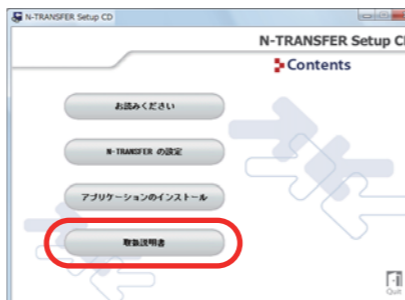 N-TRANSFER Setup CD
N-TRANSFER Setup C
Contents
お読みください
N-TRANSFER の設定
アプリケーションのインストール
取扱説明書
Quit